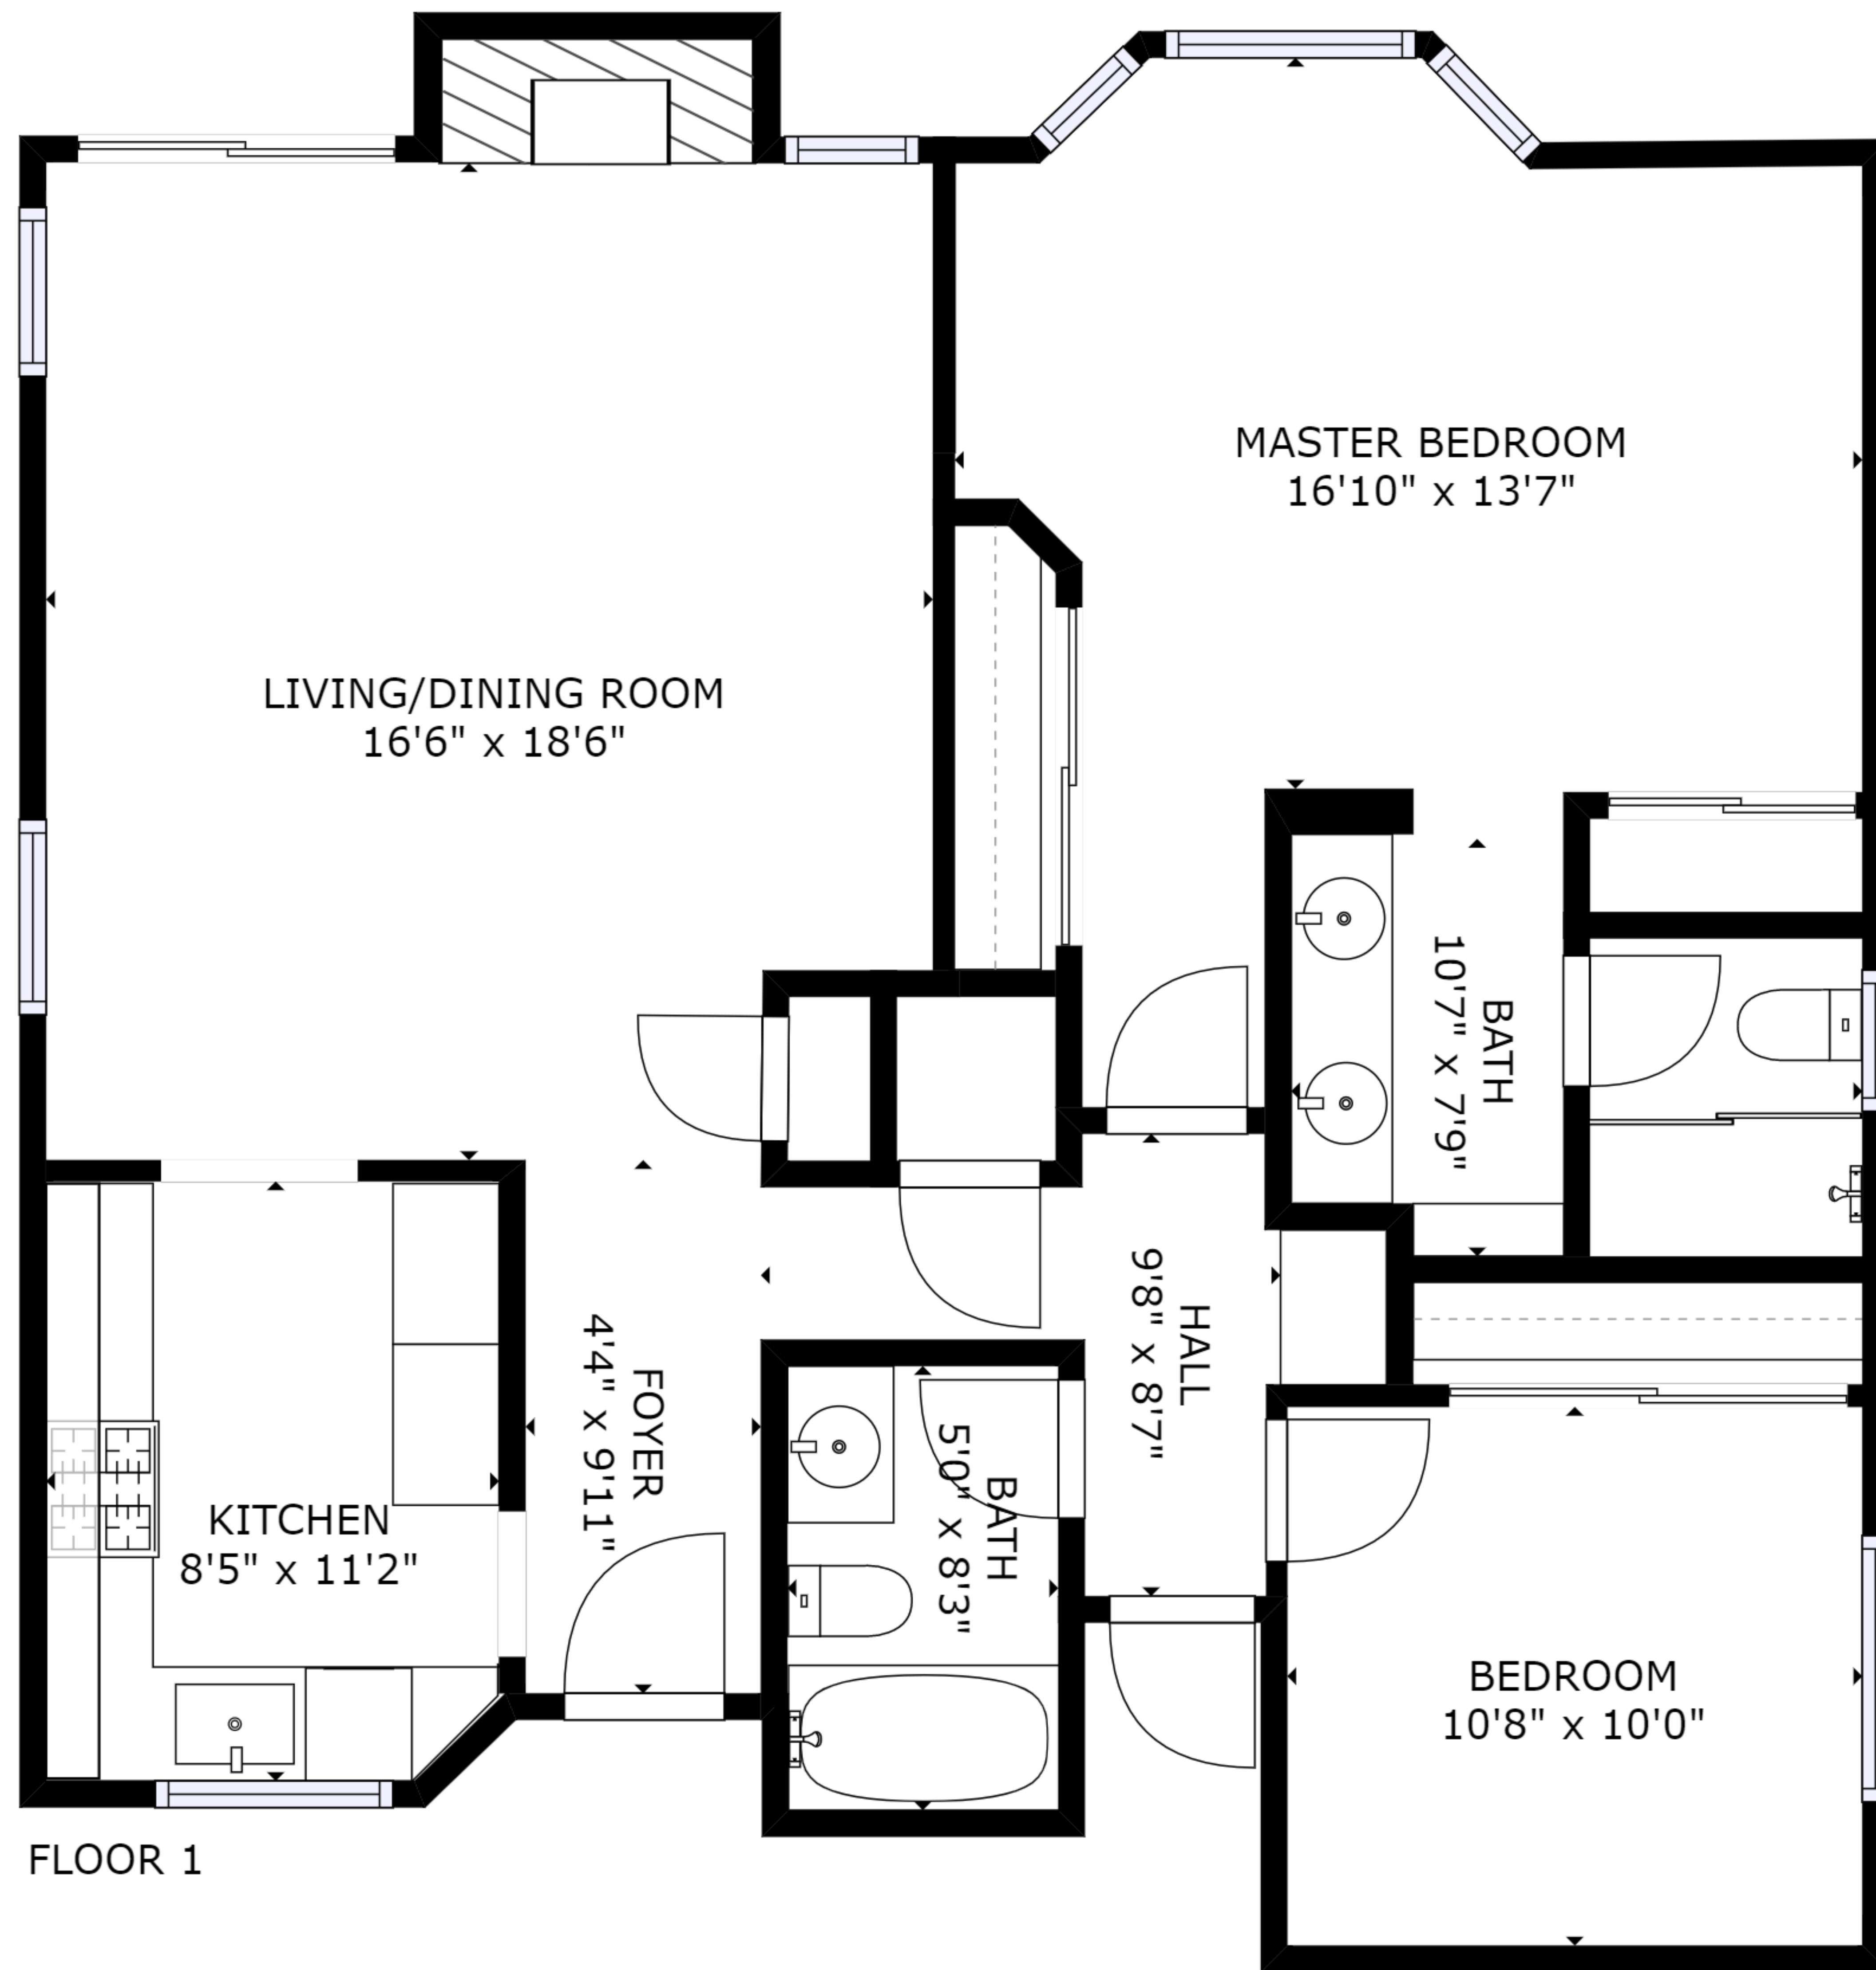 MASTER BEDROOM
16'10" x 13'7"
LIVING/DINING ROOM
16'6" x 18'6"
BATH
10'7" x 7'9"
HALL
9'8" x 8'7"
FOYER
4'4" x 9'11"
BATH
5'0" x 8'3"
KITCHEN
8'5" x 11'2"
BEDROOM
10'8" x 10'0"
FLOOR 1